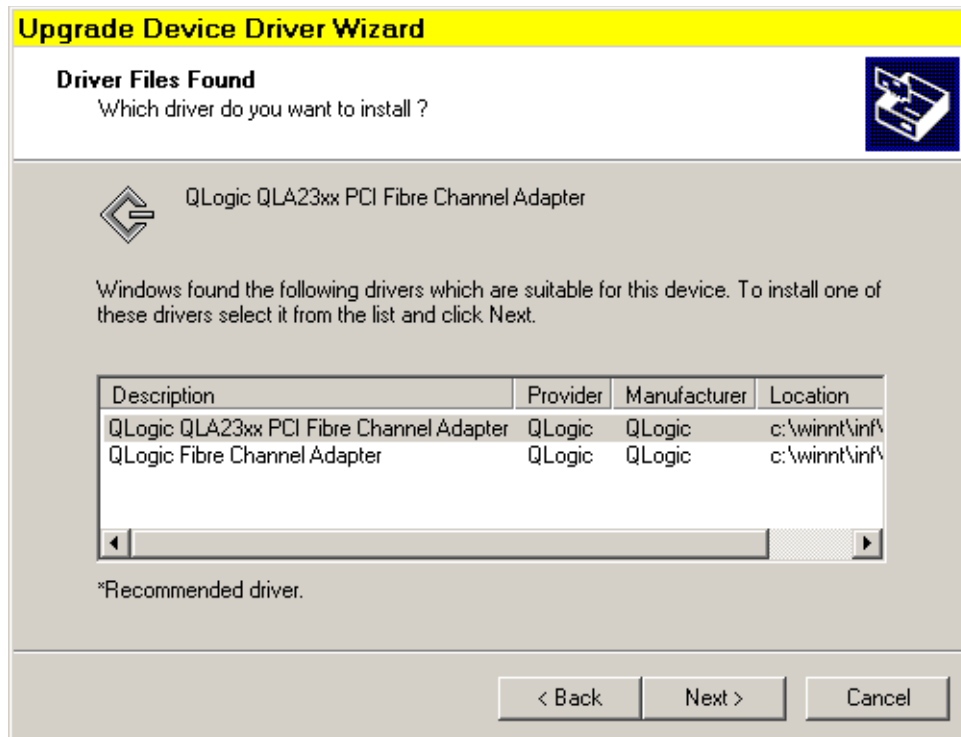 Upgrade Device Driver Wizard
Driver Files Found
Which driver do you want to install ?
QLogic QLA23xx PCI Fibre Channel Adapter
Windows found the following drivers which are suitable for this device. To install one of
these drivers select it from the list and click Next.
Description Provider Manufacturer Location
QLogic QLA23xx PCI Fibre Channel Adapter QLogic QLogic c:\winnt\inf\
QLogic Fibre Channel Adapter QLogic QLogic c:\winnt\inf\
*Recommended driver.
< Back Next > Cancel